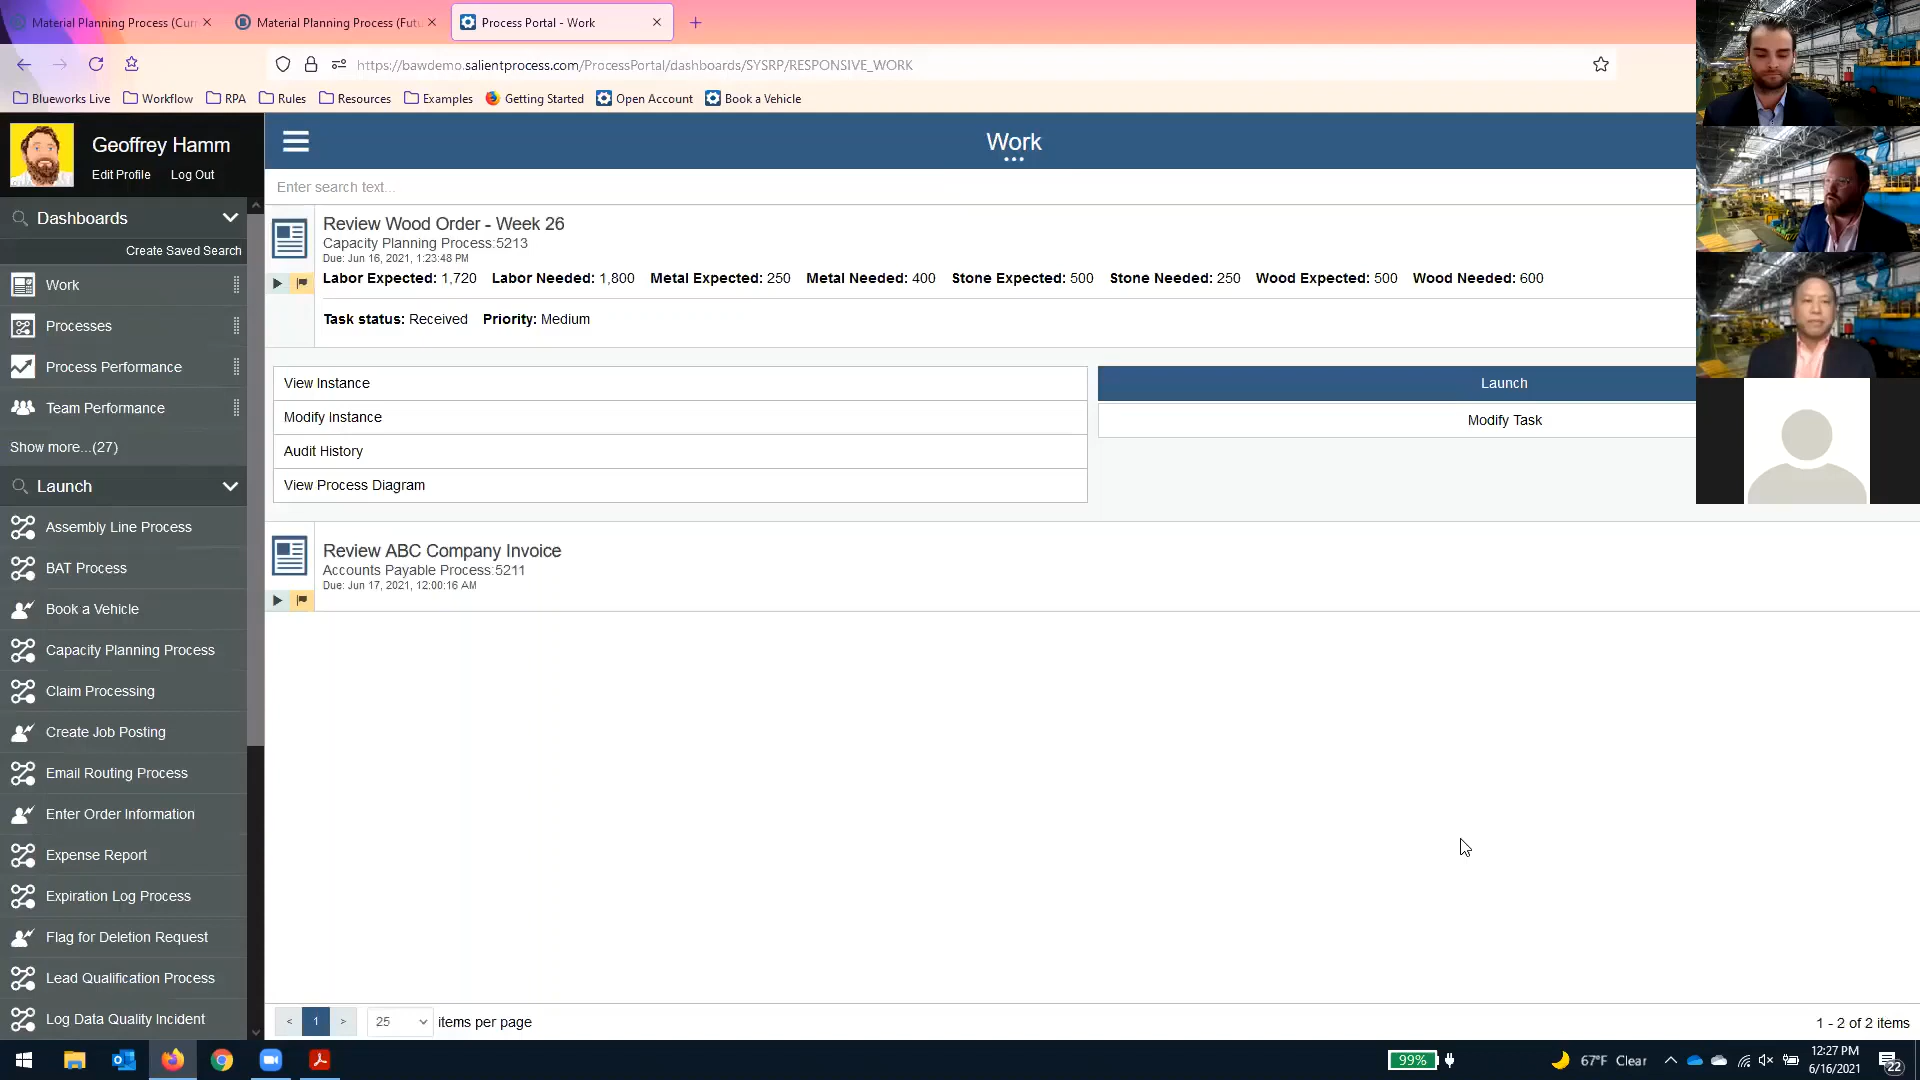 Material Planning Process (Curr
Material Planning Process (Futu
Process Portal - Work
https://bawdemo.salientprocess.com/ProcessPortal/dashboards/SYSRP/RESPONSIVE_WORK
Blueworks Live
Workflow
RPA
Rules
Resources
Examples
Getting Started
Open Account
Book a Vehicle
Geoffrey Hamm
Edit Profile
Log Out
Dashboards
Create Saved Search
Work
Processes
Process Performance
Team Performance
Show more...(27)
Launch
Assembly Line Process
BAT Process
Book a Vehicle
Capacity Planning Process
Claim Processing
Create Job Posting
Email Routing Process
Enter Order Information
Expense Report
Expiration Log Process
Flag for Deletion Request
Lead Qualification Process
Log Data Quality Incident
Work
Enter search text...
Review Wood Order - Week 26
Capacity Planning Process:5213
Due: Jun 16, 2021, 1:23:48 PM
Labor Expected: 1,720 Labor Needed: 1,800 Metal Expected: 250 Metal Needed: 400 Stone Expected: 500 Stone Needed: 250 Wood Expected: 500 Wood Needed: 600
Task status: Received Priority: Medium
View Instance
Modify Instance
Audit History
View Process Diagram
Launch
Modify Task
Review ABC Company Invoice
Accounts Payable Process:5211
Due: Jun 17, 2021, 12:00:16 AM
< 1 > 25 items per page
1 - 2 of 2 items
99%
67°F Clear
12:27 PM
6/16/2021
22